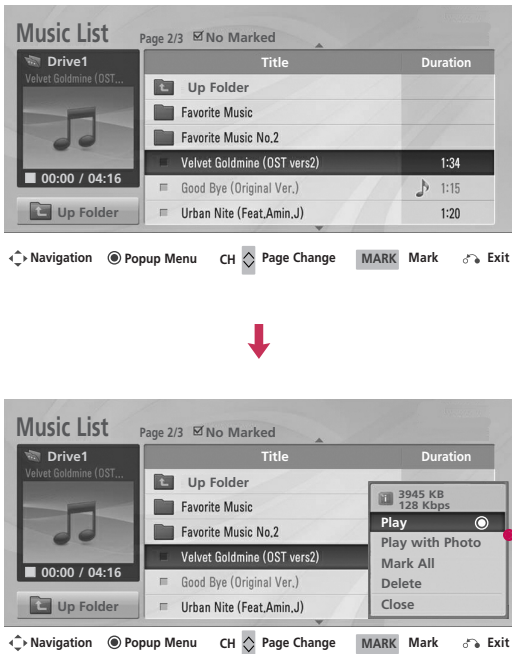 Music List
Page 2/3 No Marked
Drive1
Velvet Goldmine (OST...
00:00 / 04:16
Up Folder
Title Duration
Up Folder
Favorite Music
Favorite Music No.2
Velvet Goldmine (OST vers2) 1:34
Good Bye (Original Ver.) 1:15
Urban Nite (Feat.Amin.J) 1:20
Navigation Popup Menu CH Page Change MARK Mark Exit
Music List
Page 2/3 No Marked
Drive1
Velvet Goldmine (OST...
00:00 / 04:16
Up Folder
Title Duration
Up Folder
Favorite Music
Favorite Music No.2
Velvet Goldmine (OST vers2)
Good Bye (Original Ver.)
Urban Nite (Feat.Amin.J)
3945 KB
128 Kbps
Play
Play with Photo
Mark All
Delete
Close
Navigation Popup Menu CH Page Change MARK Mark Exit